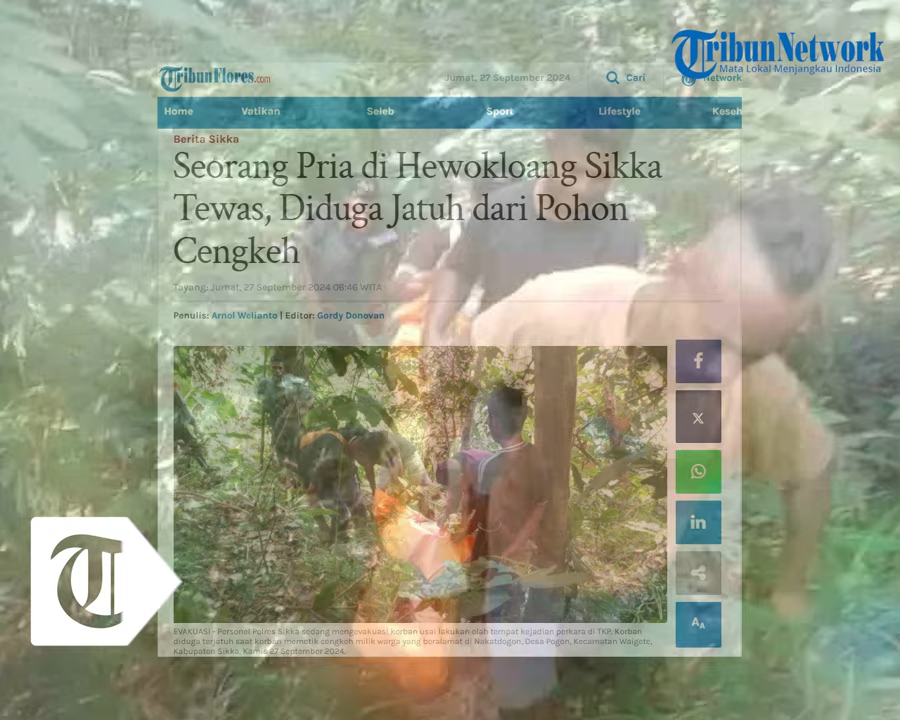 TribunNetwork
Mata Lokal Menjangkau Indonesia
TribunFlores.com
Jumat, 27 September 2024
Cari
Network
Home Vatikan Seleb Sport Lifestyle Keseh
Berita Sikka
Seorang Pria di Hewokloang Sikka
Tewas, Diduga Jatuh dari Pohon
Cengkeh
Tayang: Jumat, 27 September 2024 08:46 WITA
Penulis: Arnol Welianto | Editor: Gordy Donovan
EVAKUASI - Personel Polres Sikka sedang mengevakuasi korban usai lakukan olah tempat kejadian perkara di TKP. Korban
diduga terjatuh saat korban memetik cengkeh milik warga yang beralamat di Nakatdogon, Desa Pogon, Kecamatan Waigete,
Kabupaten Sikka, Kamis 27 September 2024.
T